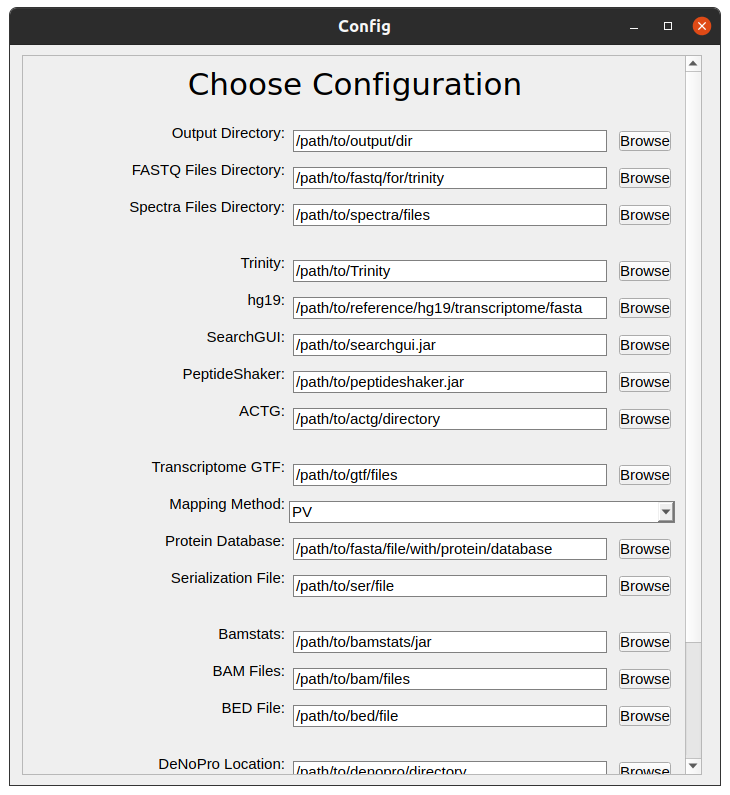 Config
Choose Configuration
Output Directory: /path/to/output/dir Browse
FASTQ Files Directory: /path/to/fastq/for/trinity Browse
Spectra Files Directory: /path/to/spectra/files Browse
Trinity: /path/to/Trinity Browse
hg19: /path/to/reference/hg19/transcriptome/fasta Browse
SearchGUI: /path/to/searchgui.jar Browse
PeptideShaker: /path/to/peptideshaker.jar Browse
ACTG: /path/to/actg/directory Browse
Transcriptome GTF: /path/to/gtf/files Browse
Mapping Method: PV
Protein Database: /path/to/fasta/file/with/protein/database Browse
Serialization File: /path/to/ser/file Browse
Bamstats: /path/to/bamstats/jar Browse
BAM Files: /path/to/bam/files Browse
BED File: /path/to/bed/file Browse
DeNoPro Location: /path/to/denopro/directory Browse